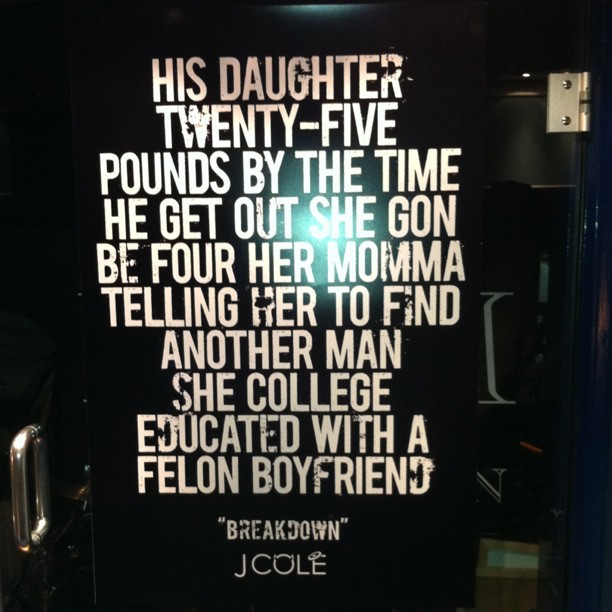 HIS DAUGHTER
TWENTY-FIVE
POUNDS BY THE TIME
HE GET OUT SHE GON
BE FOUR HER MOMMA
TELLING HER TO FIND
ANOTHER MAN
SHE COLLEGE
EDUCATED WITH A
FELON BOYFRIEND
"BREAKDOWN"
J COLE